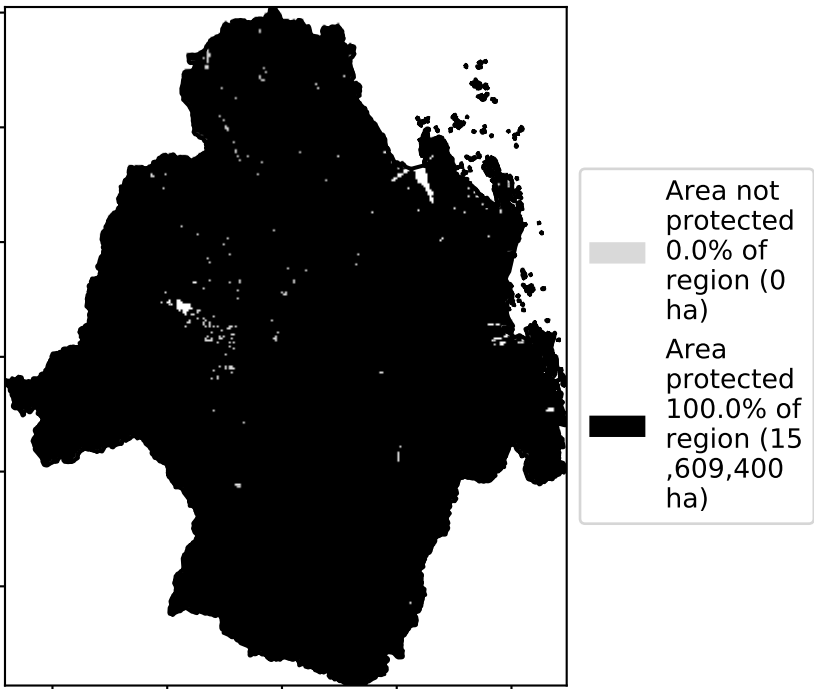 Area not
protected
0.0% of
region (0
ha)
Area
protected
100.0% of
region (15
,609,400
ha)